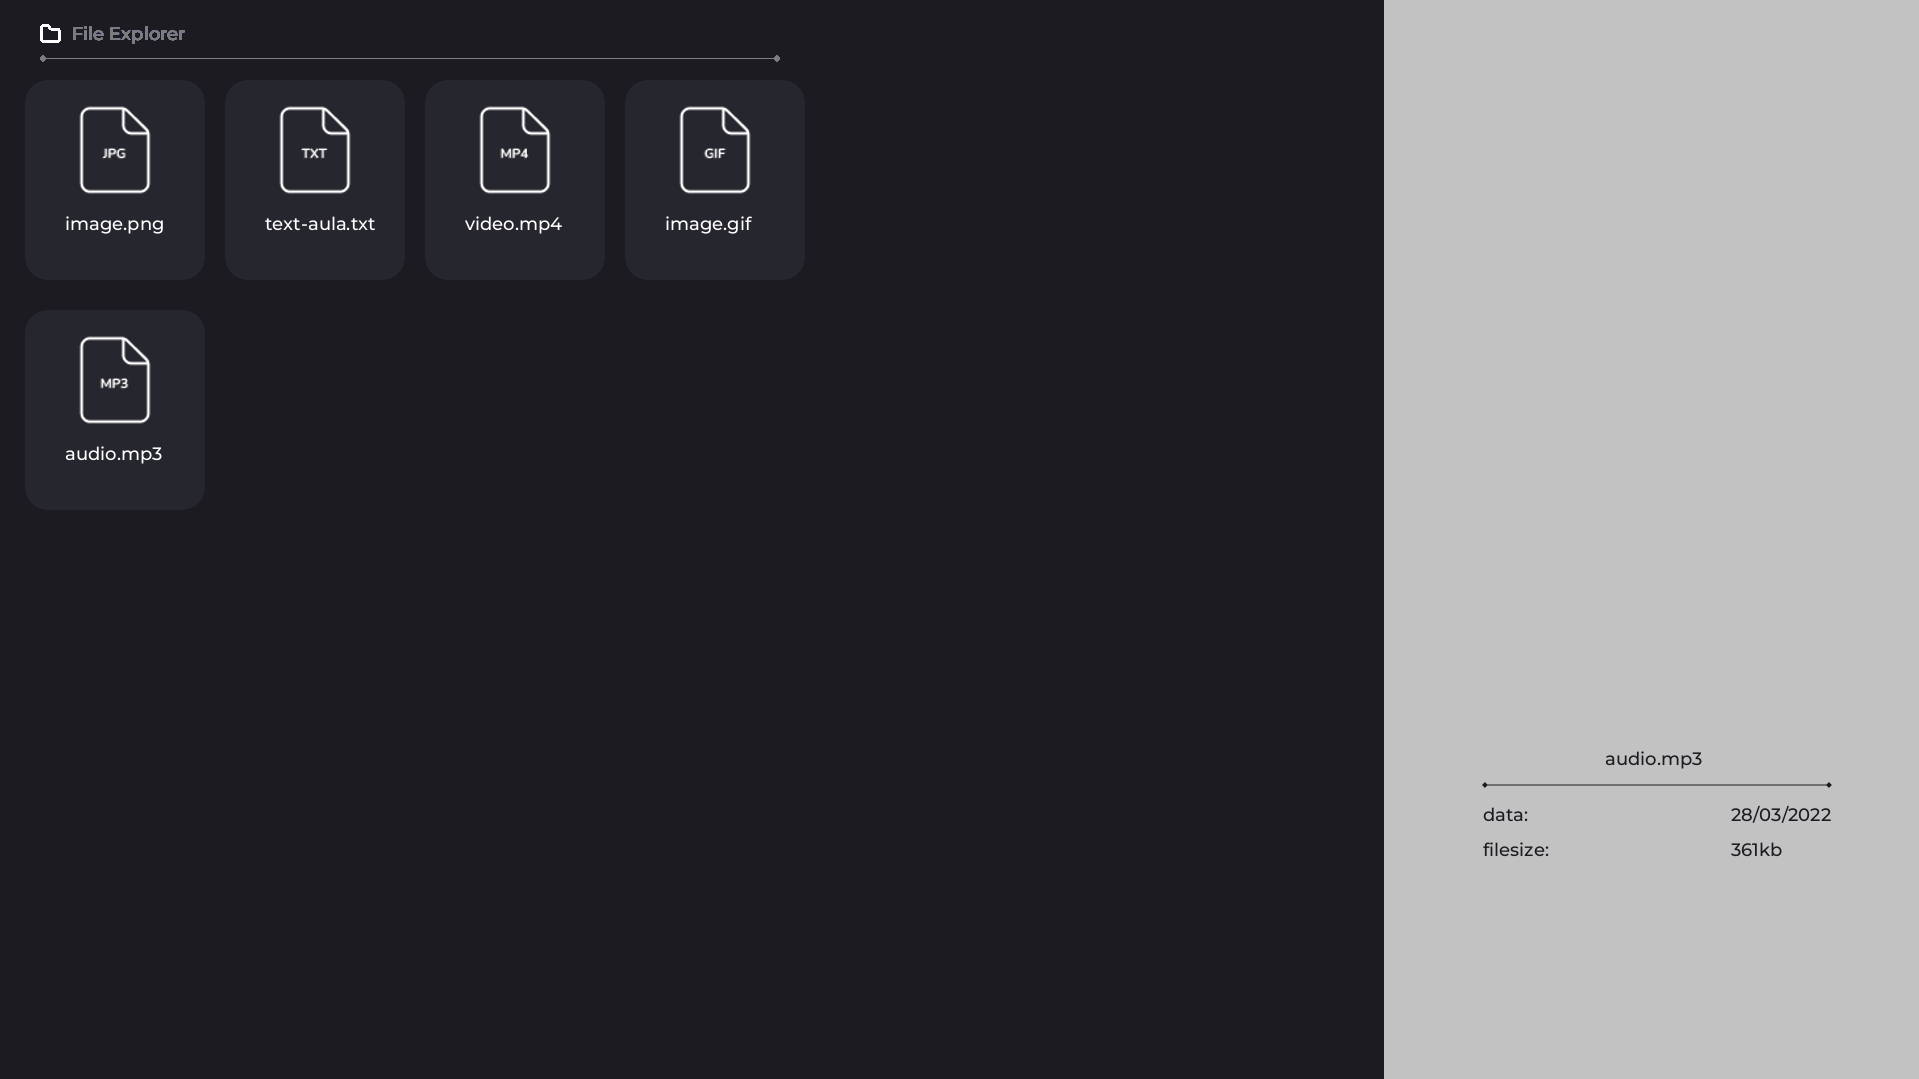 File Explorer
JPG
image.png
TXT
text-aula.txt
MP4
video.mp4
GIF
image.gif
MP3
audio.mp3
audio.mp3
data: 28/03/2022
filesize: 361kb